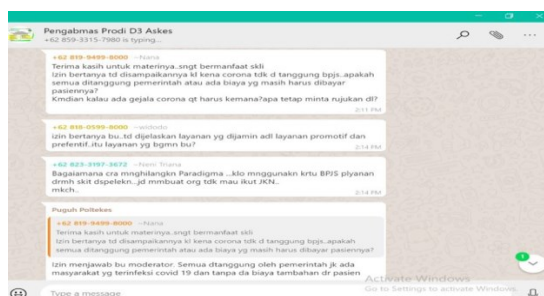 Pengabmas Prodi D3 Askes
+62 859-3315-7980 is typing...
+62 819-9499-8000 ~Nana
Terima kasih untuk materinya..sngt bermanfaat skli
Izin bertanya td disampaikannya kl kena corona tdk d tanggung bpjs..apakah
semua ditanggung pemerintah atau ada biaya yg masih harus dibayar
pasiennya?
Kmdian kalau ada gejala corona qt harus kemana?apa tetap minta rujukan dl?
2:11 PM
+62 818-0599-8000 ~widodo
izin bertanya bu..td dijelaskan layanan yg dijamin adl layanan promotif dan
prefentif..itu layanan yg bgmn bu?
2:14 PM
+62 823-3197-3672 ~Neni Triana
Bagaiamana cra mnghilangkn Paradigma ...klo mnggunakn krtu BPJS plyanan
drmh skit dspelekn...jd mmbuat org tdk mau ikut JKN..
mkch..
2:14 PM
Puguh Poltekes
+62 819-9499-8000 ~Nana
Terima kasih untuk materinya..sngt bermanfaat skli
Izin bertanya td disampaikannya kl kena corona tdk d tanggung bpjs..apakah
semua ditanggung pemerintah atau ada biaya yg masih harus dibayar pasiennya?
Izin menjawab bu moderator. Semua dtanggung oleh pemerintah jk ada
masyarakat yg terinfeksi covid 19 dan tanpa da biaya tambahan dr pasien
1
Activate Windows
Go to Settings to activate Windows.
Type a message